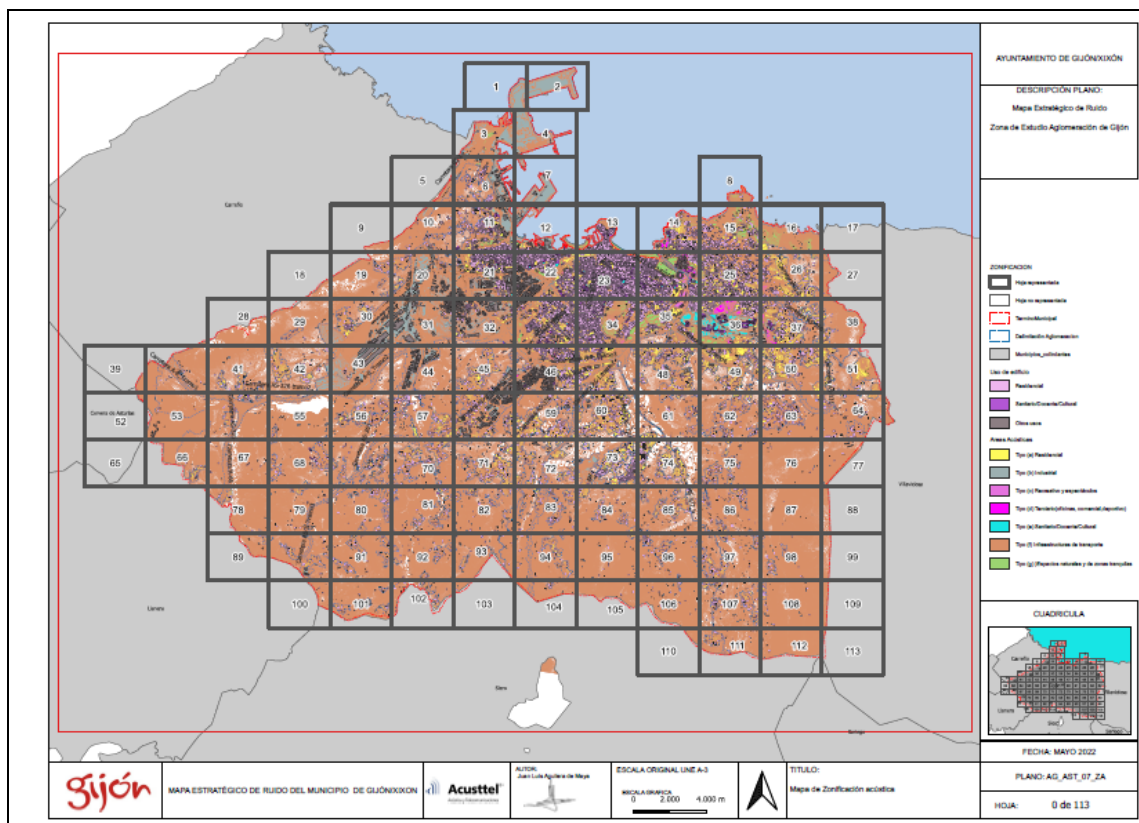 AYUNTAMIENTO DE GIJÓN/XIXÓN
DESCRIPCIÓN PLANO:
Mapa Estratégico de Ruido
Zona de Estudio Aglomeración de Gijón
ZONIFICACION
Hoja representada
Hoja no representada
Termino Municipal
Delimitación Aglomeracion
Municipios_colindantes
Uso de edificio
Residencial
Sanitario/Docente/Cultural
Otros usos
Areas Acústicas
Tipo (a) Residencial
Tipo (b) Industrial
Tipo (c) Recreativo y espectáculos
Tipo (d) Terciario(oficinas, comercial,deportivo)
Tipo (e) Sanitario/Docente/Cultural
Tipo (f) Infraestructuras de transporte
Tipo (g) (Espacios naturales y de zonas tranquilas
CUADRICULA
Carreño
Villaviciosa
Llanera
Siero
Sariego
FECHA: MAYO 2022
PLANO: AG_AST_07_ZA
HOJA: 0 de 113
1 2
3 4
5 6 7 8
9 10 11 12 13 14 15 16 17
18 19 20 21 22 23 25 26 27
28 29 30 31 32 34 35 36 37 38
39 41 42 43 44 45 46 48 49 50 51
Corvera de Asturias
52 53 55 56 57 59 60 61 62 63 64
65 66 67 68 70 71 72 73 74 75 76 77
78 79 80 81 82 83 84 85 86 87 88
89 91 92 93 94 95 96 97 98 99
100 101 102 103 104 105 106 107 108 109
110 111 112 113
Carreño
Villaviciosa
Llanera
Siero
Sariego
gijón
MAPA ESTRATÉGICO DE RUIDO DEL MUNICIPIO DE GIJÓN/XIXON
Acusttel
AUTOR:
Juan Luis Aguilera de Maya
ESCALA ORIGINAL UNE A-3
ESCALA GRAFICA
0 2.000 4.000 m
TITULO:
Mapa de Zonificación acústica